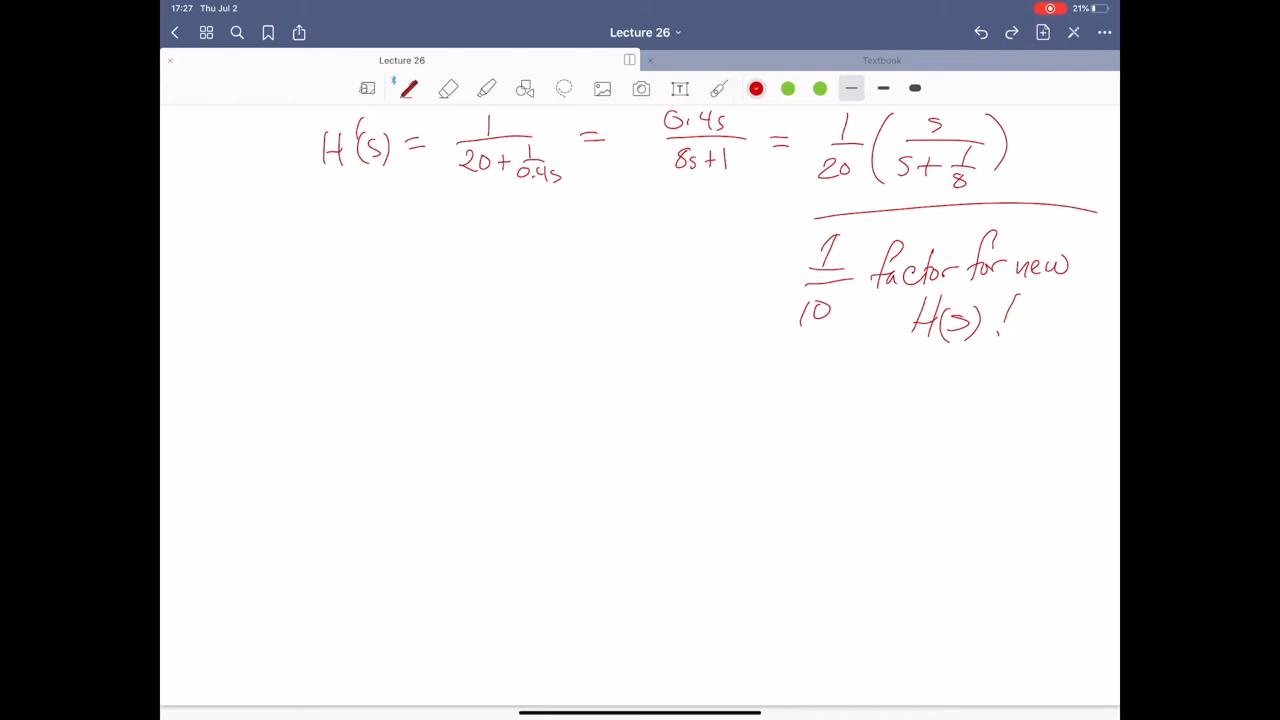 17:27 Thu Jul 2
21%
Lecture 26
Lecture 26
Textbook
T
H'(s) = 1/(20 + 1/0.4s) = 0.4s/(8s+1) = 1/20 (s/(s + 1/8))
1/10 factor for new
H(s) !